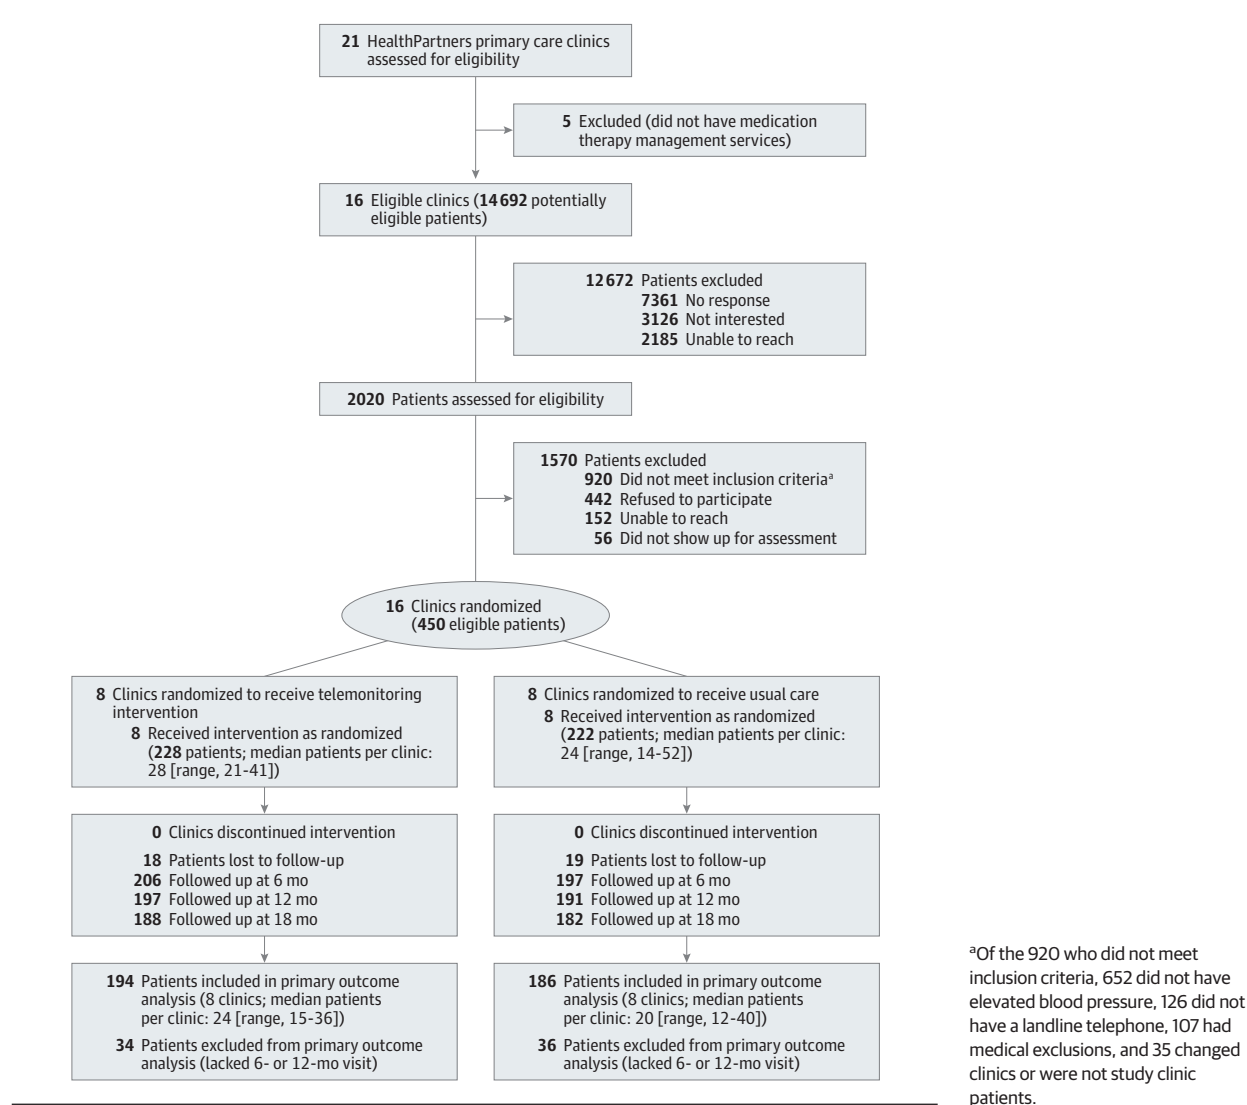 21 HealthPartners primary care clinics
assessed for eligibility
5 Excluded (did not have medication
therapy management services)
16 Eligible clinics (14 692 potentially
eligible patients)
12 672 Patients excluded
7361 No response
3126 Not interested
2185 Unable to reach
2020 Patients assessed for eligibility
1570 Patients excluded
920 Did not meet inclusion criteriaᵃ
442 Refused to participate
152 Unable to reach
56 Did not show up for assessment
16 Clinics randomized
(450 eligible patients)
8 Clinics randomized to receive telemonitoring
intervention
8 Received intervention as randomized
(228 patients; median patients per clinic:
28 [range, 21-41])
8 Clinics randomized to receive usual care
8 Received intervention as randomized
(222 patients; median patients per clinic:
24 [range, 14-52])
0 Clinics discontinued intervention
18 Patients lost to follow-up
206 Followed up at 6 mo
197 Followed up at 12 mo
188 Followed up at 18 mo
0 Clinics discontinued intervention
19 Patients lost to follow-up
197 Followed up at 6 mo
191 Followed up at 12 mo
182 Followed up at 18 mo
194 Patients included in primary outcome
analysis (8 clinics; median patients
per clinic: 24 [range, 15-36])
34 Patients excluded from primary outcome
analysis (lacked 6- or 12-mo visit)
186 Patients included in primary outcome
analysis (8 clinics; median patients
per clinic: 20 [range, 12-40])
36 Patients excluded from primary outcome
analysis (lacked 6- or 12-mo visit)
ᵃOf the 920 who did not meet
inclusion criteria, 652 did not have
elevated blood pressure, 126 did not
have a landline telephone, 107 had
medical exclusions, and 35 changed
clinics or were not study clinic
patients.